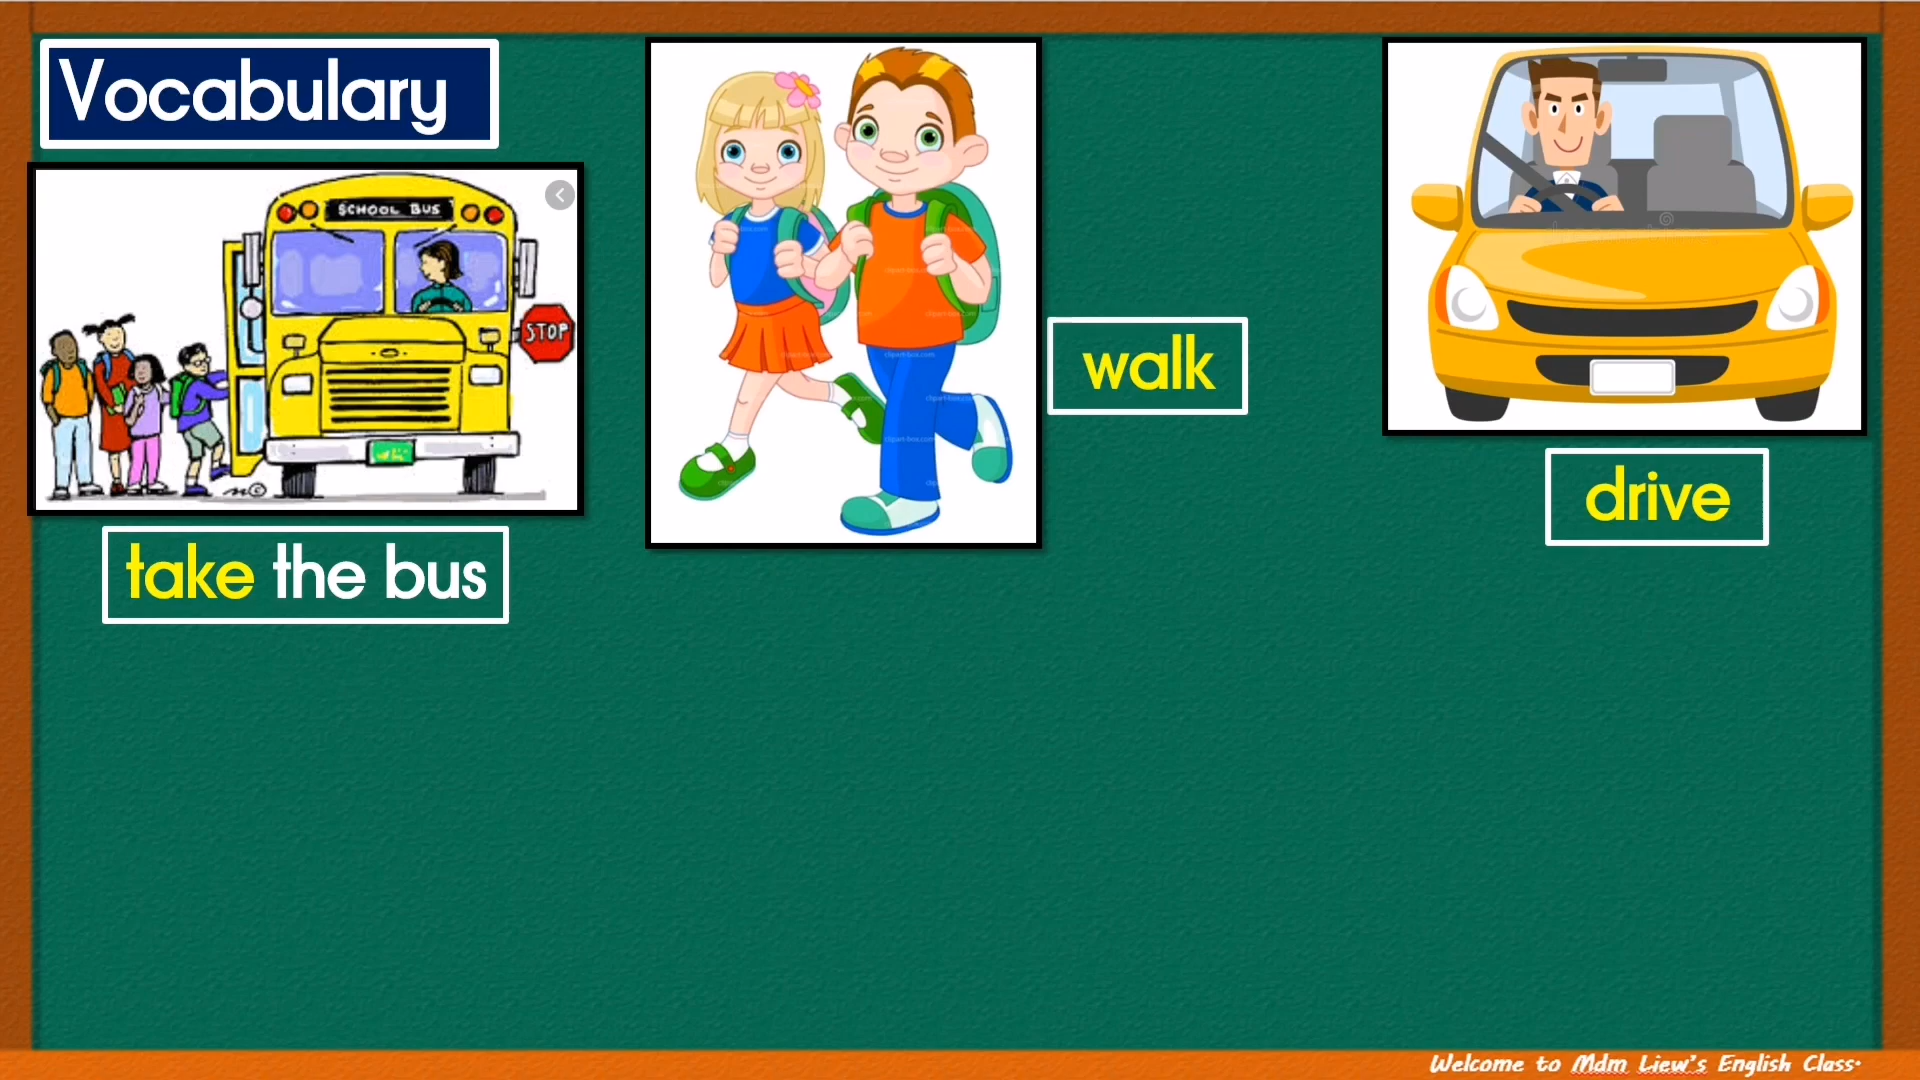 Vocabulary
SCHOOL BUS
STOP
take the bus
walk
drive
Welcome to Mdm Liew's English Class.